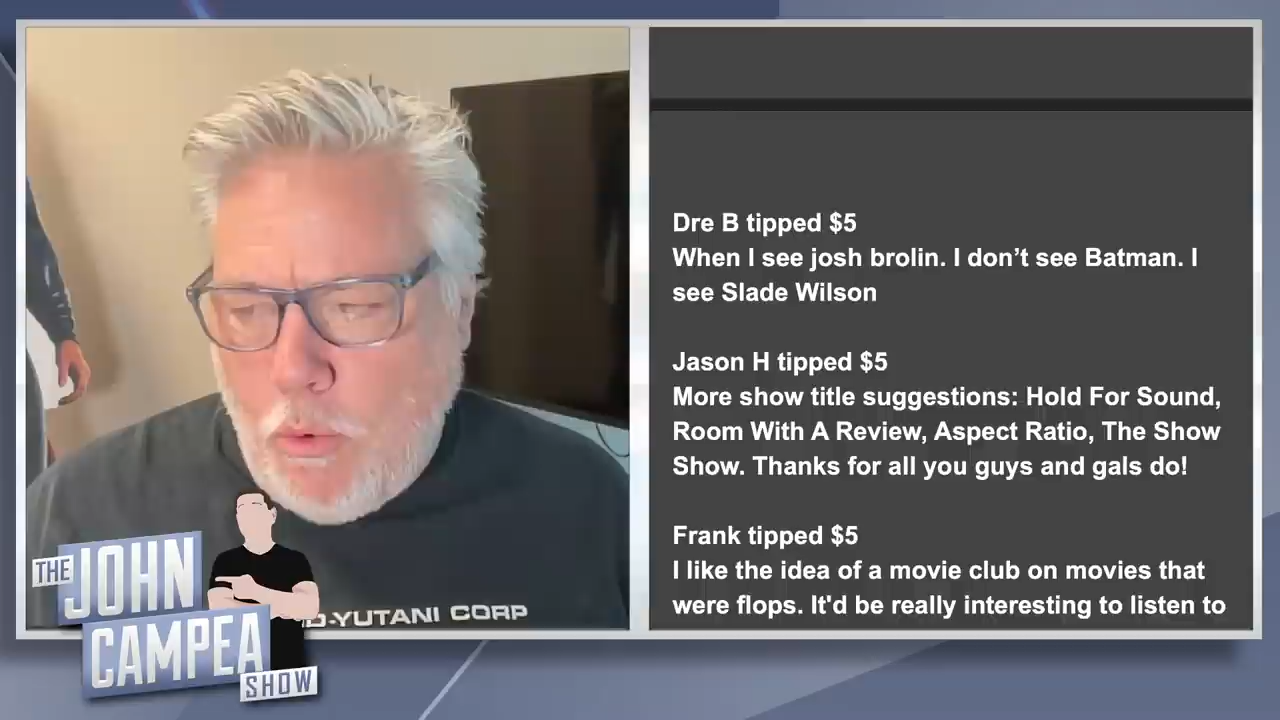 Dre B tipped $5
When I see josh brolin. I don’t see Batman. I
see Slade Wilson
Jason H tipped $5
More show title suggestions: Hold For Sound,
Room With A Review, Aspect Ratio, The Show
Show. Thanks for all you guys and gals do!
Frank tipped $5
I like the idea of a movie club on movies that
were flops. It'd be really interesting to listen to
THE
JOHN
CAMPEA
SHOW
-YUTANI CORP